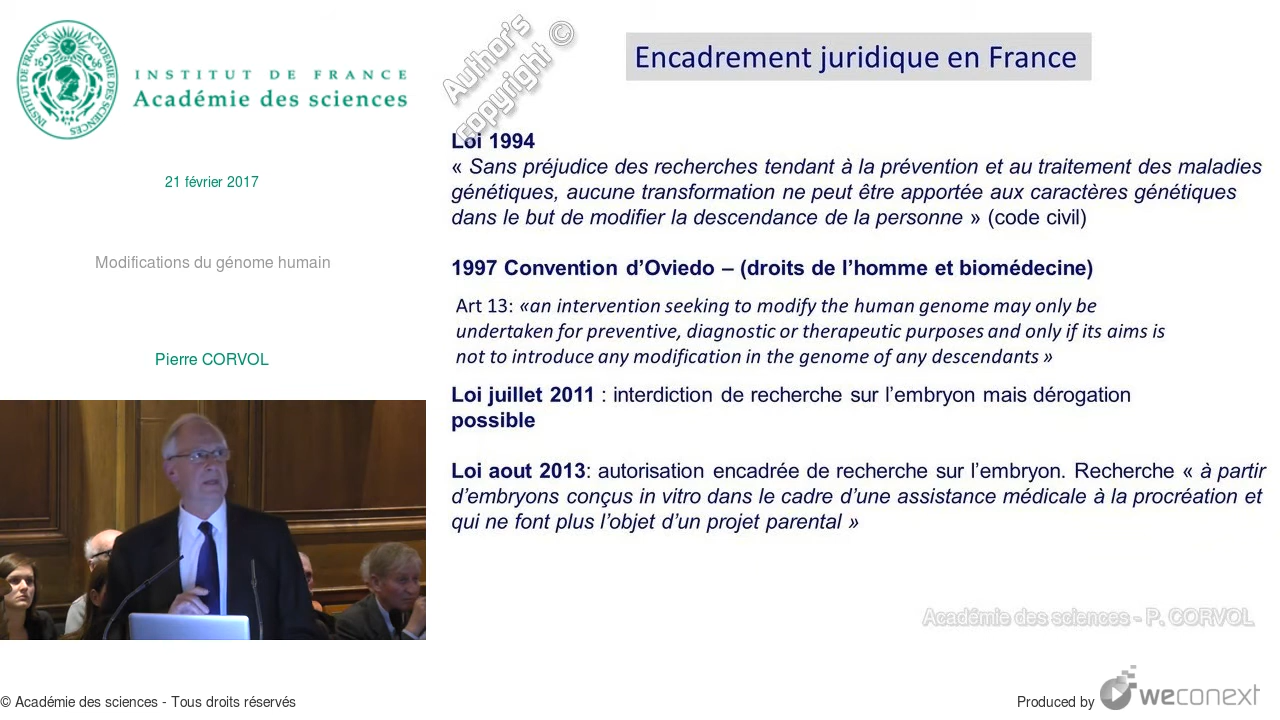 INSTITUT DE FRANCE
Académie des sciences
INSTITUT DE FRANCE ACADÉMIE DES SCIENCES
1666
21 février 2017
Modifications du génome humain
Pierre CORVOL
Author's
copyright ©
Encadrement juridique en France
Loi 1994
« Sans préjudice des recherches tendant à la prévention et au traitement des maladies
génétiques, aucune transformation ne peut être apportée aux caractères génétiques
dans le but de modifier la descendance de la personne » (code civil)
1997 Convention d'Oviedo – (droits de l'homme et biomédecine)
Art 13: «an intervention seeking to modify the human genome may only be
undertaken for preventive, diagnostic or therapeutic purposes and only if its aims is
not to introduce any modification in the genome of any descendants »
Loi juillet 2011 : interdiction de recherche sur l'embryon mais dérogation
possible
Loi aout 2013: autorisation encadrée de recherche sur l'embryon. Recherche « à partir
d'embryons conçus in vitro dans le cadre d'une assistance médicale à la procréation et
qui ne font plus l'objet d'un projet parental »
Académie des sciences - P. CORVOL
© Académie des sciences - Tous droits réservés
Produced by weconext